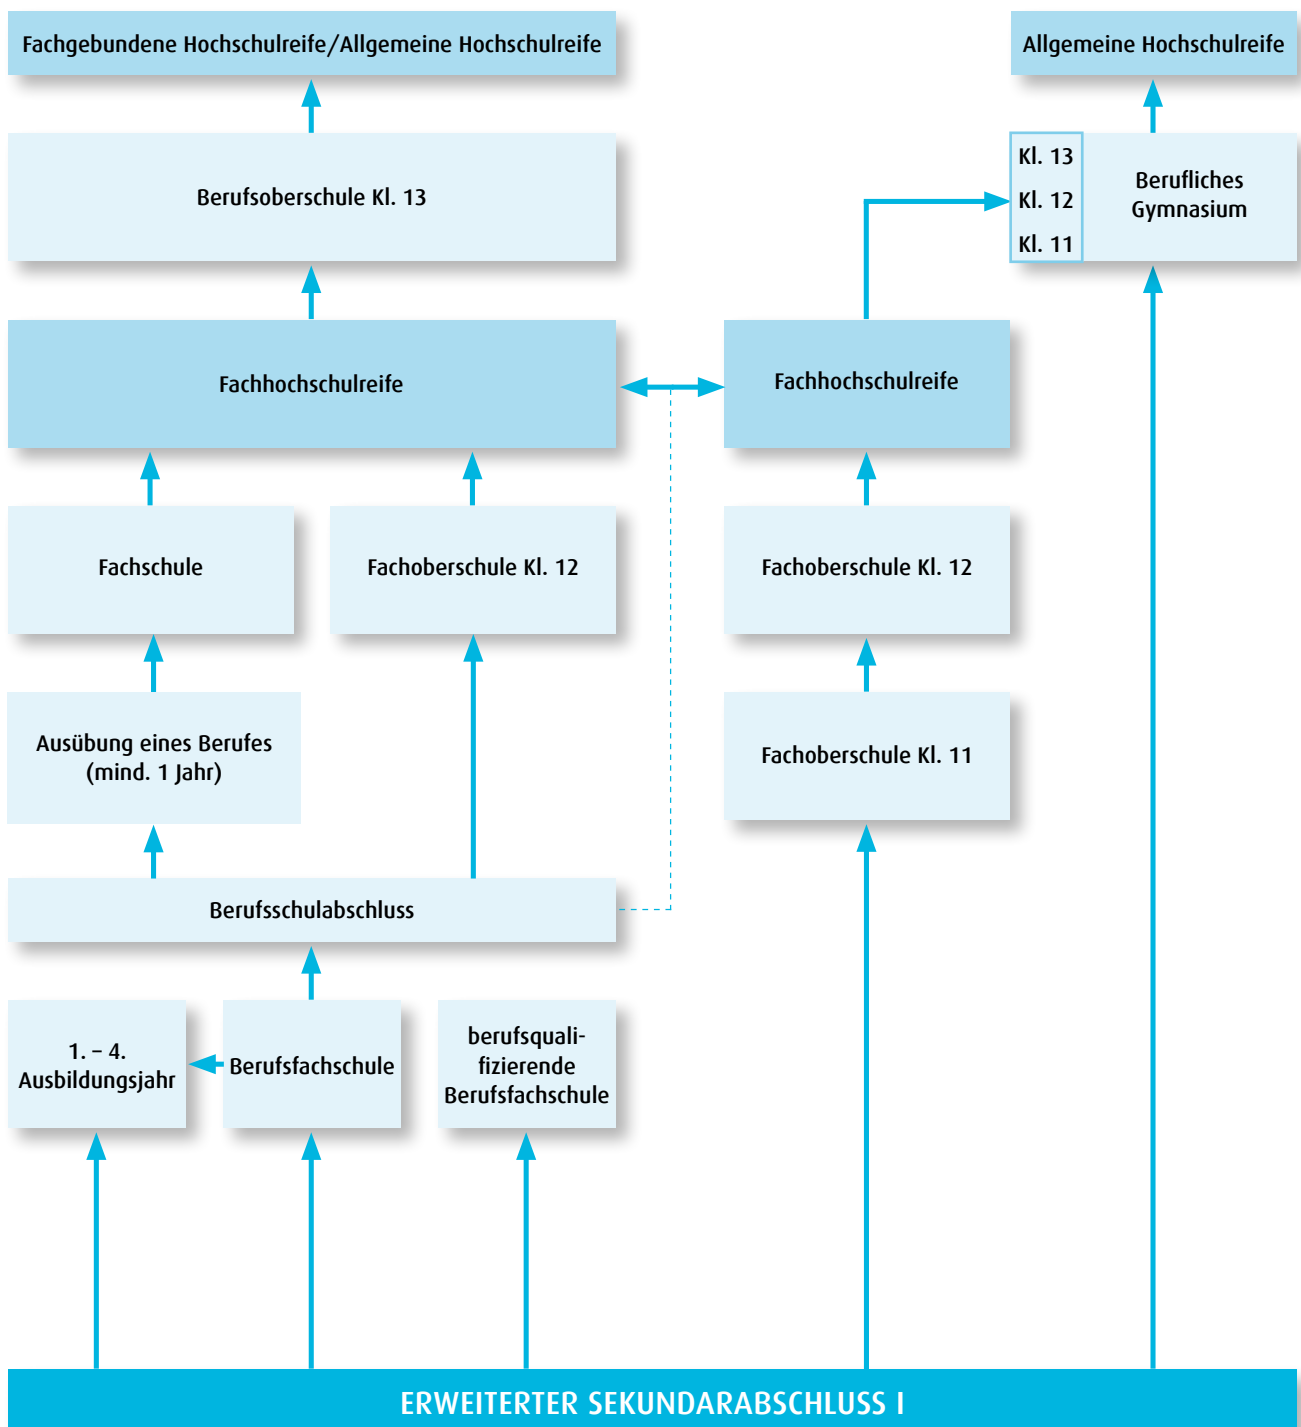 Fachgebundene Hochschulreife/Allgemeine Hochschulreife
Allgemeine Hochschulreife
Berufsoberschule Kl. 13
Kl. 13
Kl. 12
Kl. 11
Berufliches
Gymnasium
Fachhochschulreife
Fachhochschulreife
Fachschule
Fachoberschule Kl. 12
Fachoberschule Kl. 12
Ausübung eines Berufes
(mind. 1 Jahr)
Fachoberschule Kl. 11
Berufsschulabschluss
1. – 4.
Ausbildungsjahr
Berufsfachschule
berufsquali-
fizierende
Berufsfachschule
ERWEITERTER SEKUNDARABSCHLUSS I